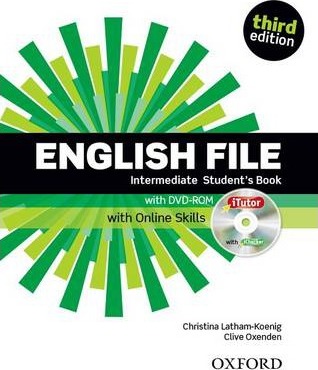 third
edition
ENGLISH FILE
Intermediate Student's Book
with DVD-ROM
with Online Skills
iTutor
with iChecker
Christina Latham-Koenig
Clive Oxenden
OXFORD